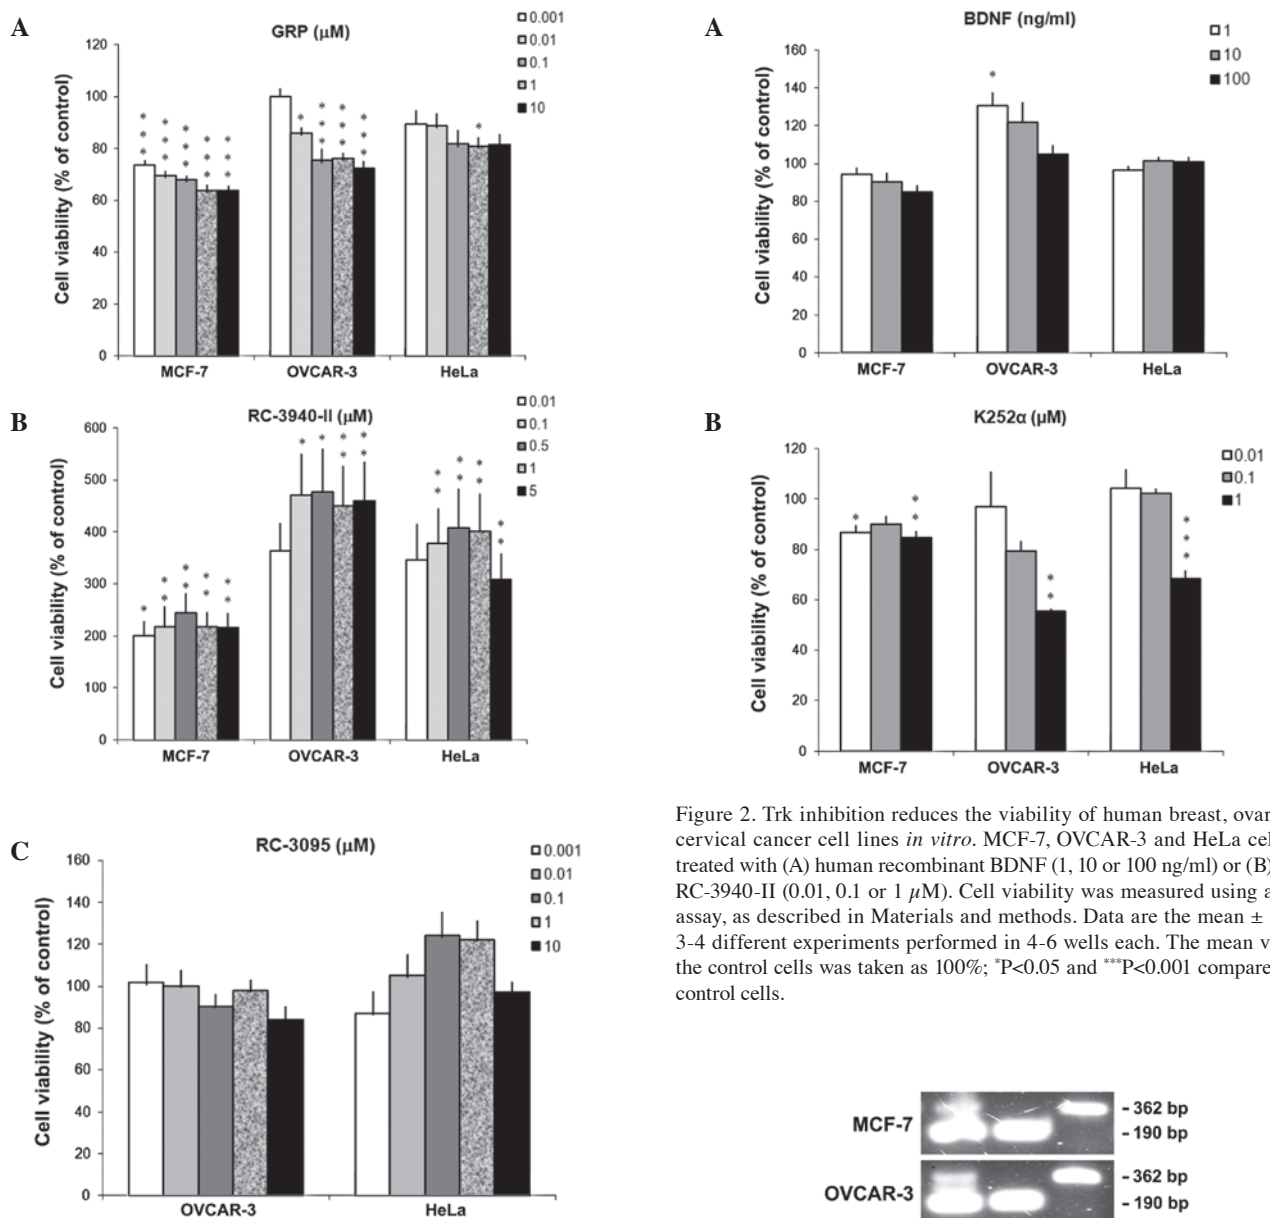 A
GRP (μM)
0.001
0.01
0.1
1
10
120
100
80
60
40
20
0
Cell viability (% of control)
* * *
* * *
* * *
* * *
* * *
*
* * *
* * *
* * *
*
MCF-7
OVCAR-3
HeLa
B
RC-3940-II (μM)
0.01
0.1
0.5
1
5
600
500
400
300
200
100
0
Cell viability (% of control)
*
* *
* *
* *
* *
*
*
* *
* *
* *
* *
* *
* *
MCF-7
OVCAR-3
HeLa
C
RC-3095 (μM)
0.001
0.01
0.1
1
10
160
140
120
100
80
60
40
20
0
Cell viability (% of control)
OVCAR-3
HeLa
A
BDNF (ng/ml)
1
10
100
160
140
120
100
80
60
40
20
0
Cell viability (% of control)
*
MCF-7
OVCAR-3
HeLa
B
K252α (μM)
0.01
0.1
1
120
100
80
60
40
20
0
Cell viability (% of control)
*
* *
* *
* * *
MCF-7
OVCAR-3
HeLa
Figure 2. Trk inhibition reduces the viability of human breast, ovar
cervical cancer cell lines in vitro. MCF-7, OVCAR-3 and HeLa cel
treated with (A) human recombinant BDNF (1, 10 or 100 ng/ml) or (B)
RC-3940-II (0.01, 0.1 or 1 μM). Cell viability was measured using a
assay, as described in Materials and methods. Data are the mean ±
3-4 different experiments performed in 4-6 wells each. The mean v
the control cells was taken as 100%; *P<0.05 and ***P<0.001 compare
control cells.
MCF-7
- 362 bp
- 190 bp
OVCAR-3
- 362 bp
- 190 bp